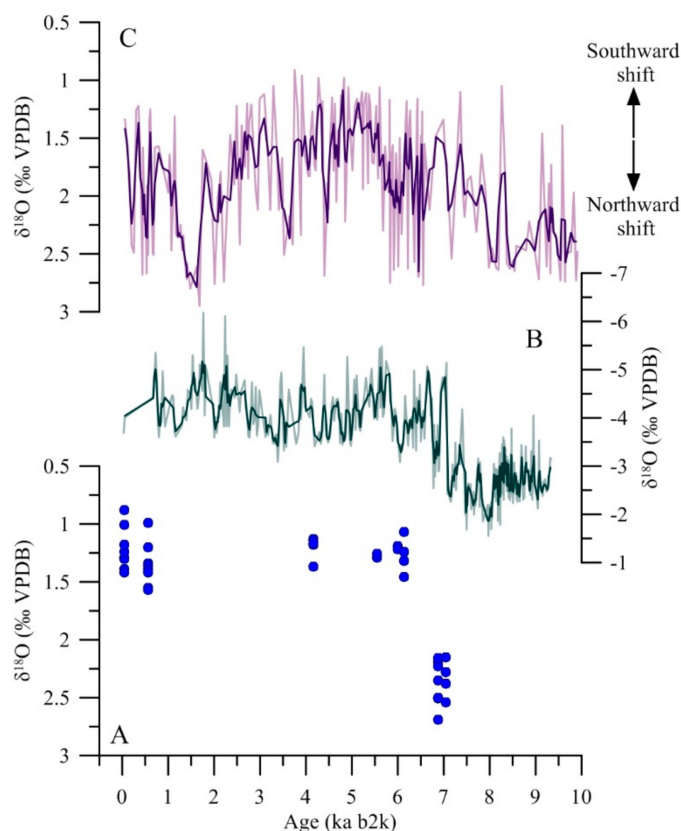 0.5
1
1.5
2
2.5
3
δ¹⁸O (‰ VPDB)
C
Southward
shift
Northward
shift
-7
-6
-5
-4
-3
-2
-1
δ¹⁸O (‰ VPDB)
B
0.5
1
1.5
2
2.5
3
δ¹⁸O (‰ VPDB)
A
0 1 2 3 4 5 6 7 8 9 10
Age (ka b2k)